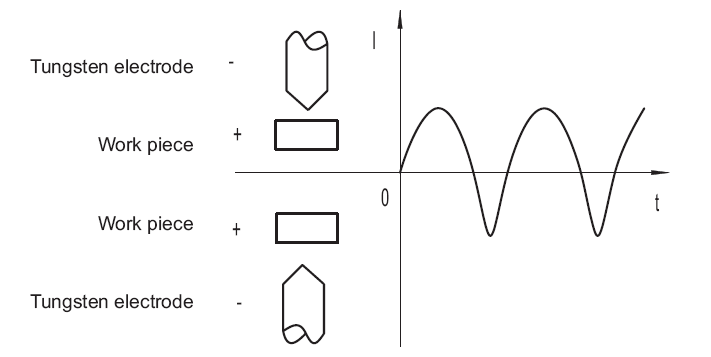 I
Tungsten electrode -
Work piece +
0
t
Work piece +
Tungsten electrode -